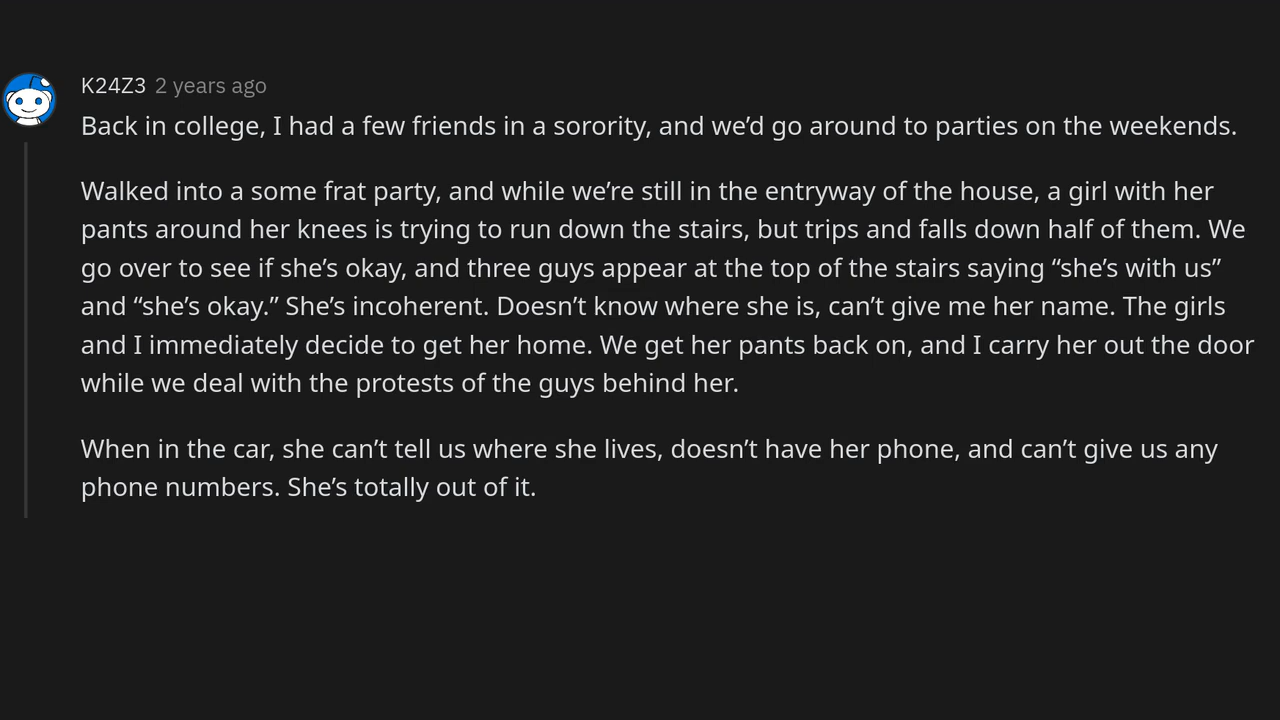 K24Z3 2 years ago
Back in college, I had a few friends in a sorority, and we’d go around to parties on the weekends.
Walked into a some frat party, and while we’re still in the entryway of the house, a girl with her
pants around her knees is trying to run down the stairs, but trips and falls down half of them. We
go over to see if she’s okay, and three guys appear at the top of the stairs saying “she’s with us”
and “she’s okay.” She’s incoherent. Doesn’t know where she is, can’t give me her name. The girls
and I immediately decide to get her home. We get her pants back on, and I carry her out the door
while we deal with the protests of the guys behind her.
When in the car, she can’t tell us where she lives, doesn’t have her phone, and can’t give us any
phone numbers. She’s totally out of it.